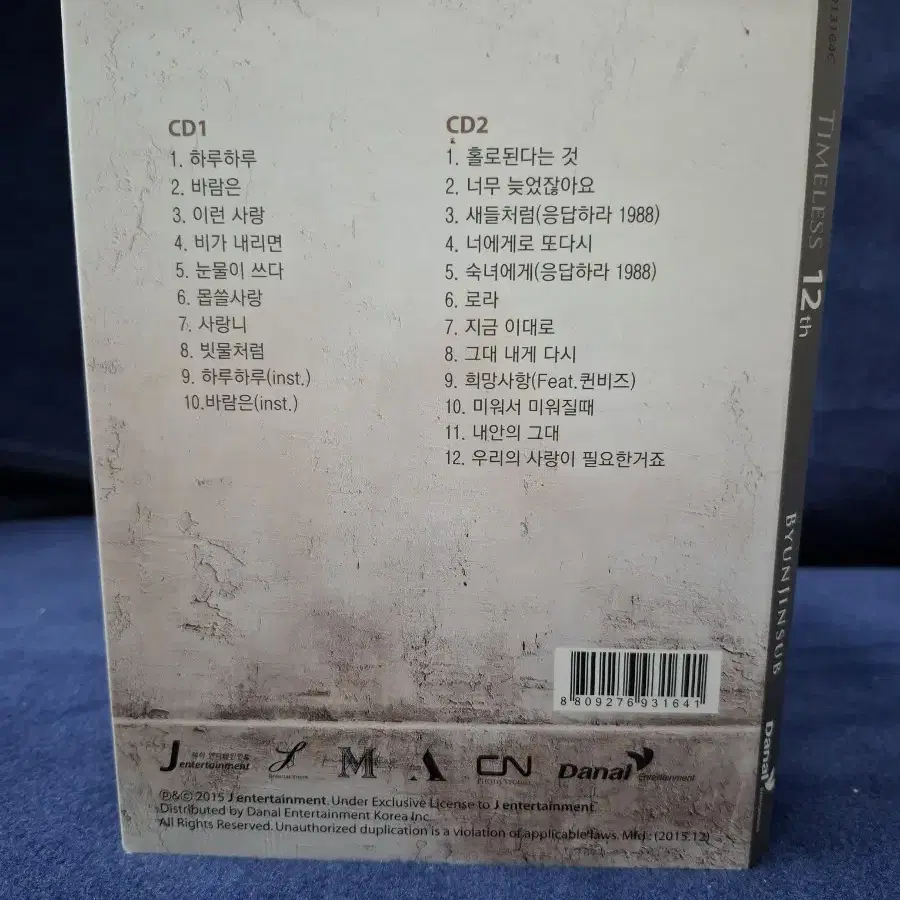 CD1
1. 하루하루
2. 바람은
3. 이런 사랑
4. 비가 내리면
5. 눈물이 쓰다
6. 몹쓸사랑
7. 사랑니
8. 빗물처럼
9. 하루하루(inst.)
10.바람은(inst.)
CD2
1. 홀로된다는 것
2. 너무 늦었잖아요
3. 새들처럼(응답하라 1988)
4. 너에게로 또다시
5. 숙녀에게(응답하라 1988)
6. 로라
7. 지금 이대로
8. 그대 내게 다시
9. 희망사항(Feat.퀸비즈)
10. 미워서 미워질때
11. 내안의 그대
12. 우리의 사랑이 필요한거죠
8 809276 931641
J entertainment
M
CN
Danal entertainment
℗&© 2015 J entertainment. Under Exclusive License to J entertainment
Distributed by Danal Entertainment Korea Inc.
All Rights Reserved. Unauthorized duplication is a violation of applicable laws. Mfd.: (2015.12)
TIMELESS 12th
BYUNJINSUB
Danal